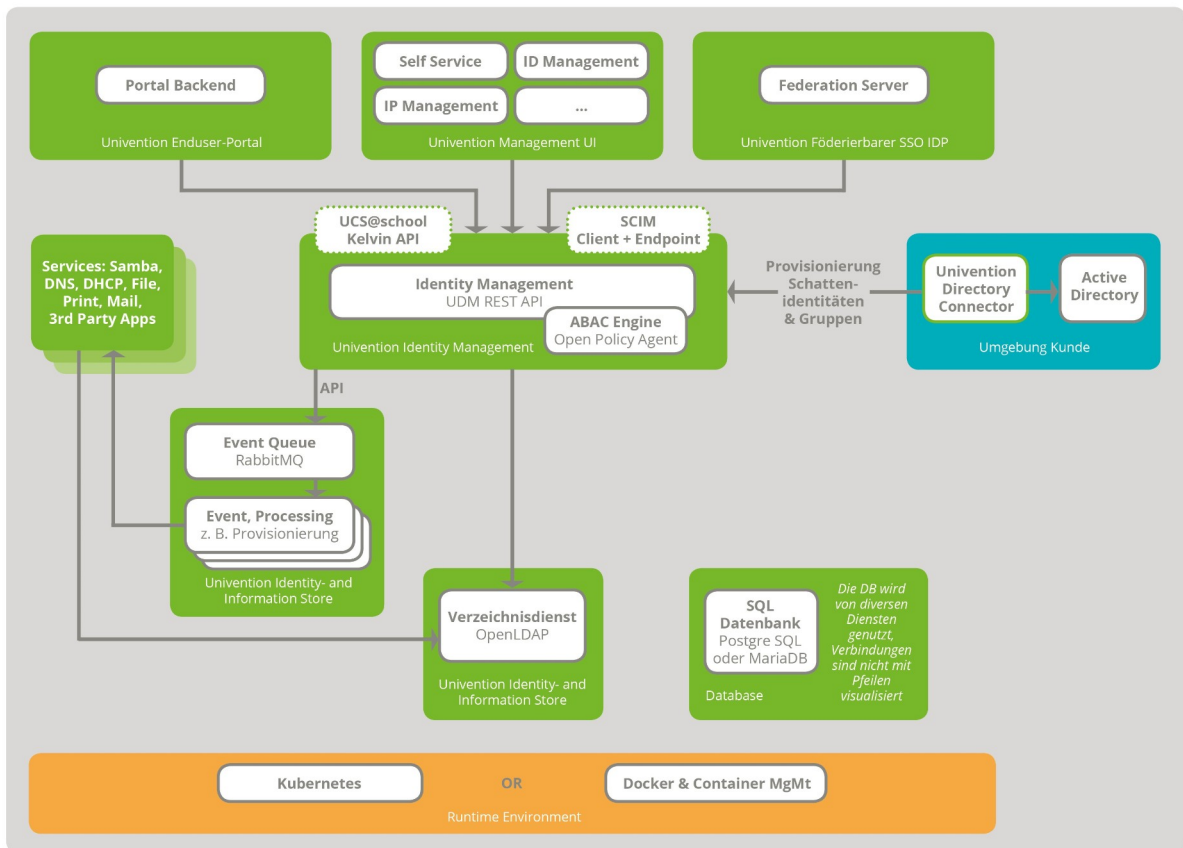 Portal Backend
Univention Enduser-Portal
Self Service
ID Management
IP Management
...
Univention Management UI
Federation Server
Univention Föderierbarer SSO IDP
UCS@school
Kelvin API
SCIM
Client + Endpoint
Services: Samba,
DNS, DHCP, File,
Print, Mail,
3rd Party Apps
Identity Management
UDM REST API
ABAC Engine
Open Policy Agent
Univention Identity Management
Provisionierung
Schatten-
identitäten
& Gruppen
Univention
Directory
Connector
Active
Directory
Umgebung Kunde
API
Event Queue
RabbitMQ
Event, Processing
z. B. Provisionierung
Univention Identity- and
Information Store
Verzeichnisdienst
OpenLDAP
Univention Identity- and
Information Store
SQL
Datenbank
Postgre SQL
oder MariaDB
Database
Die DB wird
von diversen
Diensten
genutzt,
Verbindungen
sind nicht mit
Pfeilen
visualisiert
Kubernetes
OR
Docker & Container MgMt
Runtime Environment